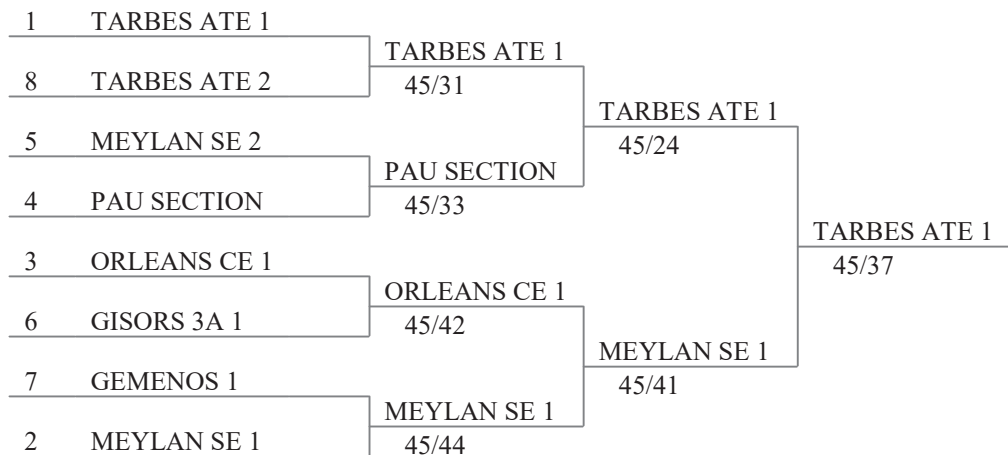 1 TARBES ATE 1
TARBES ATE 1
8 TARBES ATE 2
45/31
TARBES ATE 1
5 MEYLAN SE 2
45/24
PAU SECTION
4 PAU SECTION
45/33
TARBES ATE 1
3 ORLEANS CE 1
45/37
ORLEANS CE 1
6 GISORS 3A 1
45/42
MEYLAN SE 1
7 GEMENOS 1
45/41
MEYLAN SE 1
2 MEYLAN SE 1
45/44